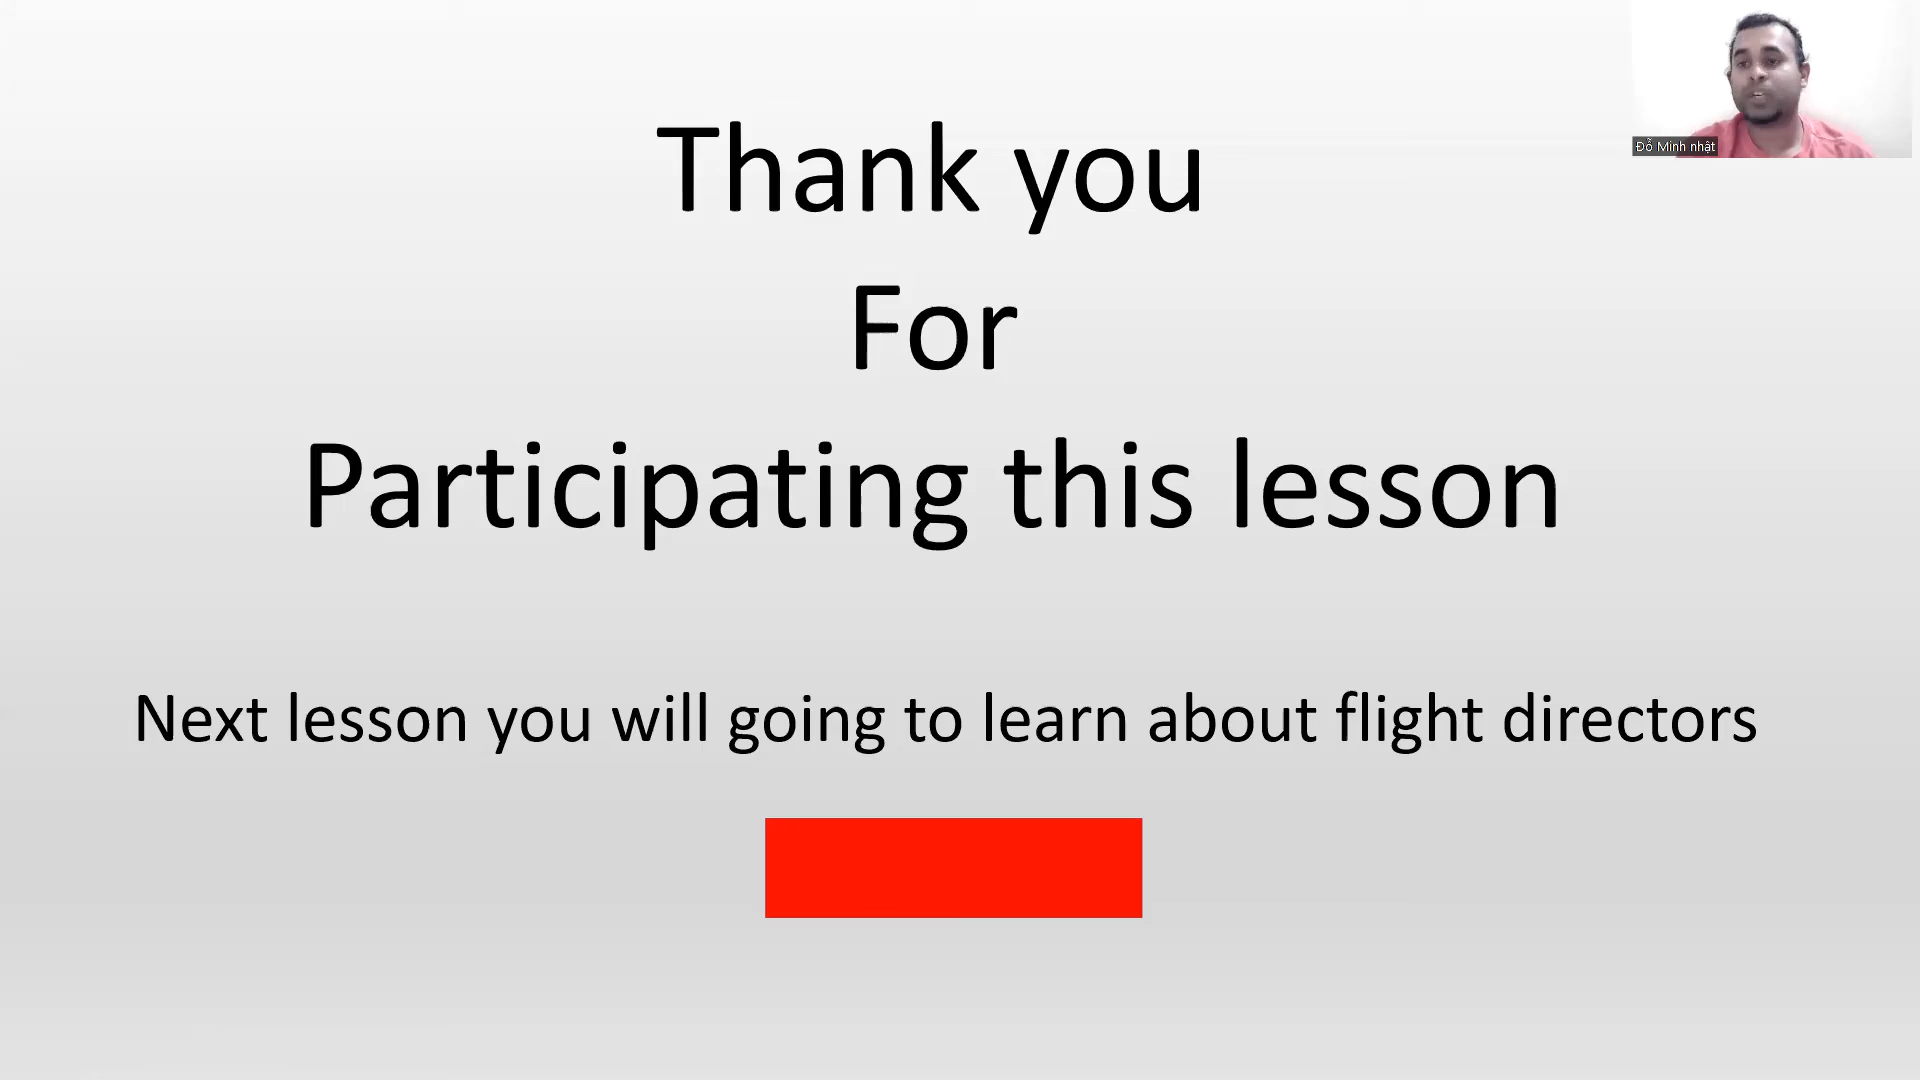 Thank you
For
Participating this lesson
Next lesson you will going to learn about flight directors
Đỗ Minh nhật